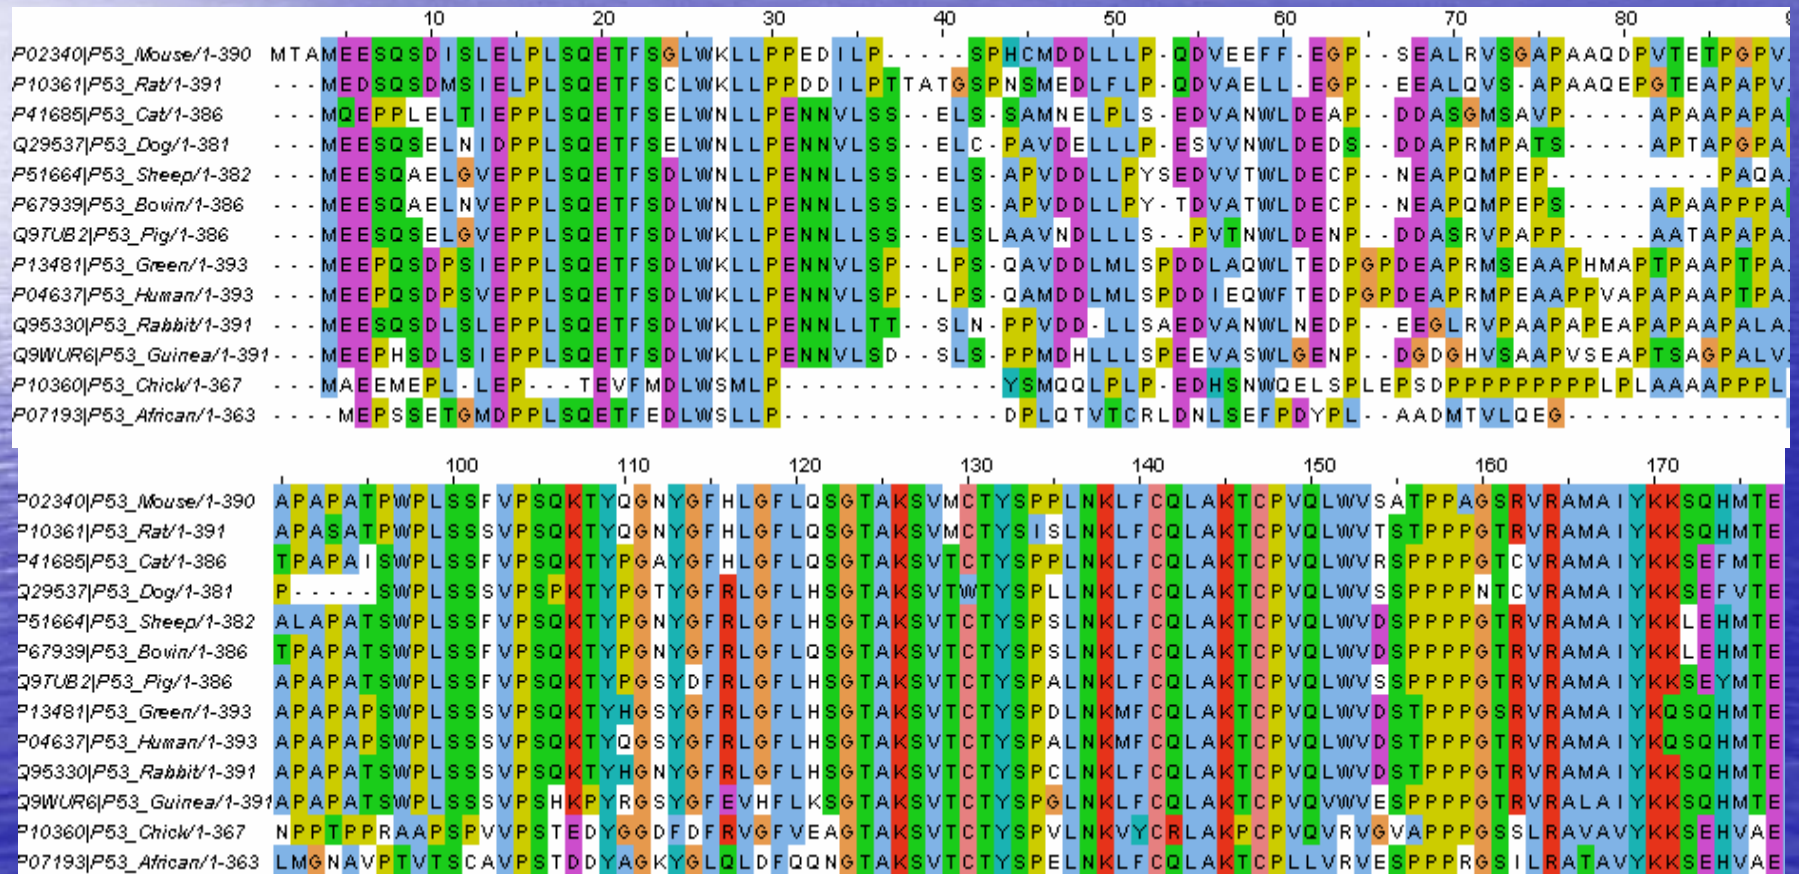 10 20 30 40 50 60 70 80
P02340|P53_Mouse/1-390 MTAMEESQSDISLELPLSQETFSGLWKLLPPEDILP-----SPHCMDDLLLP-QDVEEFF-EGP--SEALRVSGAPAAQDPVTETPGPV
P10361|P53_Rat/1-391 ---MEDSQSDMSIELPLSQETFSCLWKLLPPDDILPTTATGSPNSMEDLFLP-QDVAELL-EGP--EEALQVS-APAAQEPGTEAPAPV
P41685|P53_Cat/1-386 ---MQEPPLELTIEPPLSQETFSELWNLLPENNVLSS--ELS-SAMNELPLS-EDVANWLDEAP--DDASGMSAVP-----APAAPAPA
Q29537|P53_Dog/1-381 ---MEESQSELNIDPPLSQETFSELWNLLPENNVLSS--ELC-PAVDELLLP-ESVVNWLDEDS--DDAPRMPATS-----APTAPGPA
P51664|P53_Sheep/1-382 ---MEESQAELGVEPPLSQETFSDLWNLLPENNLLSS--ELS-APVDDLLPYSEDVVTWLDECP--NEAPQMPEP----------PAQA
P67939|P53_Bovin/1-386 ---MEESQAELNVEPPLSQETFSDLWNLLPENNLLSS--ELS-APVDDLLPY-TDVATWLDECP--NEAPQMPEPS-----APAAPPPA
Q9TUB2|P53_Pig/1-386 ---MEESQSELGVEPPLSQETFSDLWKLLPENNLLSS--ELSLAAVNDLLLS--PVTNWLDENP--DDASRVPAPP-----AATAPAPA
P13481|P53_Green/1-393 ---MEEPQSDPSIEPPLSQETFSDLWKLLPENNVLSP--LPS-QAVDDLMLSPDDLAQWLTEDPGPDEAPRMSEAAPHMAPTPAAPTPA
P04637|P53_Human/1-393 ---MEEPQSDPSVEPPLSQETFSDLWKLLPENNVLSP--LPS-QAMDDLMLSPDDIEQWFTEDPGPDEAPRMPEAAPPVAPAPAAPTPA
Q95330|P53_Rabbit/1-391 ---MEESQSDLSLEPPLSQETFSDLWKLLPENNLLTT--SLN-PPVDD-LLSAEDVANWLNEDP--EEGLRVPAAPAPEAPAPAAPALA
Q9WUR6|P53_Guinea/1-391 ---MEEPHSDLSIEPPLSQETFSDLWKLLPENNVLSD--SLS-PPMDHLLLSPEEVASWLGENP--DGDGHVSAAPVSEAPTSAGPALV
P10360|P53_Chick/1-367 ---MAEEMEPL-LEP---TEVFMDLWSMLP-------------YSMQQLPLP-EDHSNWQELSPLEPSDPPPPPPPPPLPLAAAAPPPL
P07193|P53_African/1-363 ----MEPSSETGMDPPLSQETFEDLWSLLP-------------DPLQTVTCRLDNLSEFPDYPL--AADMTVLQEG-------------
100 110 120 130 140 150 160 170
P02340|P53_Mouse/1-390 APAPATPWPLSSFVPSQKTYQGNYGFHLGFLQSGTAKSVMCTYSPPLNKLFCQLAKTCPVQLWVSATPPAGSRVRAMAIYKKSQHMTE
P10361|P53_Rat/1-391 APASATPWPLSSSVPSQKTYQGNYGFHLGFLQSGTAKSVMCTYSISLNKLFCQLAKTCPVQLWVTSTPPPGTRVRAMAIYKKSQHMTE
P41685|P53_Cat/1-386 TPAPAISWPLSSFVPSQKTYPGAYGFHLGFLQSGTAKSVTCTYSPPLNKLFCQLAKTCPVQLWVRSPPPPGTCVRAMAIYKKSEFMTE
Q29537|P53_Dog/1-381 P-----SWPLSSSVPSPKTYPGTYGFRLGFLHSGTAKSVTWTYSPLLNKLFCQLAKTCPVQLWVSSPPPPNTCVRAMAIYKKSEFVTE
P51664|P53_Sheep/1-382 ALAPATSWPLSSFVPSQKTYPGNYGFRLGFLHSGTAKSVTCTYSPSLNKLFCQLAKTCPVQLWVDSPPPPGTRVRAMAIYKKLEHMTE
P67939|P53_Bovin/1-386 TPAPATSWPLSSFVPSQKTYPGNYGFRLGFLQSGTAKSVTCTYSPSLNKLFCQLAKTCPVQLWVDSPPPPGTRVRAMAIYKKLEHMTE
Q9TUB2|P53_Pig/1-386 APAPATSWPLSSFVPSQKTYPGSYDFRLGFLHSGTAKSVTCTYSPALNKLFCQLAKTCPVQLWVSSPPPPGTRVRAMAIYKKSEYMTE
P13481|P53_Green/1-393 APAPAPSWPLSSSVPSQKTYHGSYGFRLGFLHSGTAKSVTCTYSPDLNKMFCQLAKTCPVQLWVDSTPPPGSRVRAMAIYKQSQHMTE
P04637|P53_Human/1-393 APAPAPSWPLSSSVPSQKTYQGSYGFRLGFLHSGTAKSVTCTYSPALNKMFCQLAKTCPVQLWVDSTPPPGTRVRAMAIYKQSQHMTE
Q95330|P53_Rabbit/1-391 APAPATSWPLSSSVPSQKTYHGNYGFRLGFLHSGTAKSVTCTYSPCLNKLFCQLAKTCPVQLWVDSTPPPGTRVRAMAIYKKSQHMTE
Q9WUR6|P53_Guinea/1-391 APAPATSWPLSSSVPSHKPYRGSYGFEVHFLKSGTAKSVTCTYSPGLNKLFCQLAKTCPVQVWVESPPPPGTRVRALAIYKKSQHMTE
P10360|P53_Chick/1-367 NPPTPPRAAPSPVVPSTEDYGGDFDFRVGFVEAGTAKSVTCTYSPVLNKVYCRLAKPCPVQVRVGVAPPPGSSLRAVAVYKKSEHVAE
P07193|P53_African/1-363 LMGNAVPTVTSCAVPSTDDYAGKYGLQLDFQQNGTAKSVTCTYSPELNKLFCQLAKTCPLLVRVESPPPRGSILRATAVYKKSEHVAE